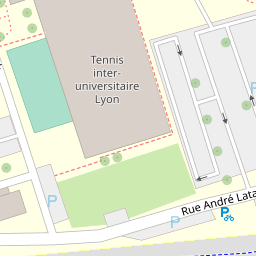 Tennis
inter-
universitaire
Lyon
P
P
Rue André Lata
P
P